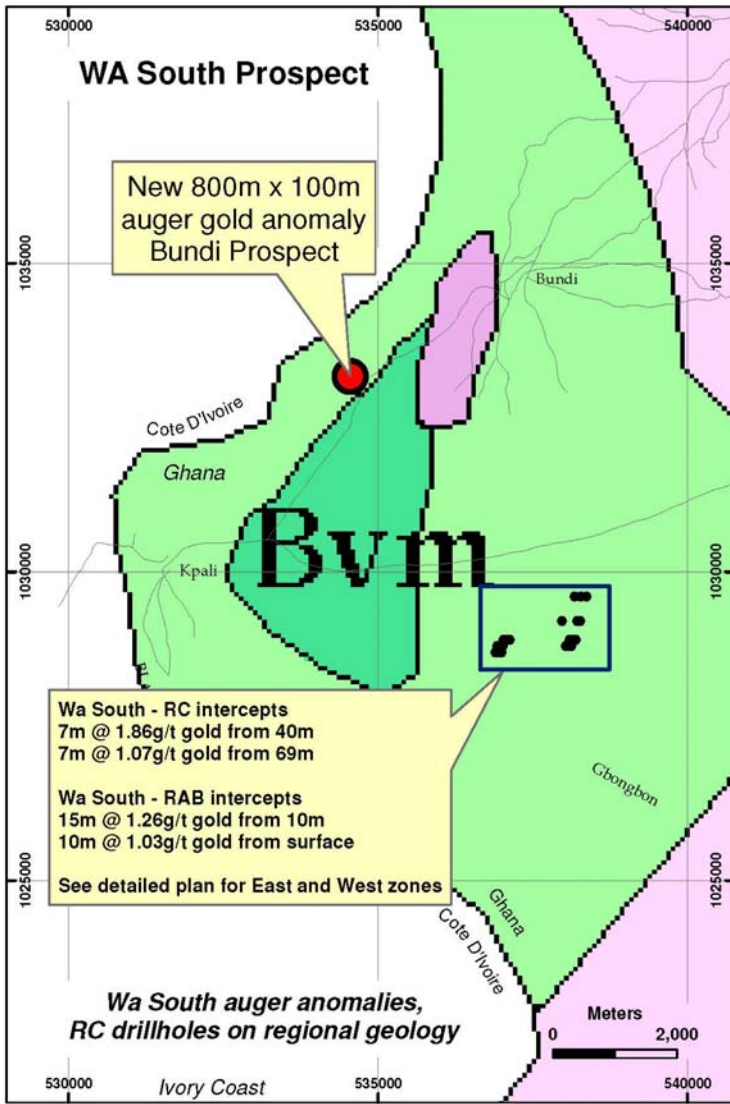 530000
535000
540000
WA South Prospect
New 800m x 100m
auger gold anomaly
Bundi Prospect
1035000
1035000
Bundi
Cote D'Ivoire
Ghana
Bvm
1030000
1030000
Kpali
Wa South - RC intercepts
7m @ 1.86g/t gold from 40m
7m @ 1.07g/t gold from 69m
Wa South - RAB intercepts
15m @ 1.26g/t gold from 10m
10m @ 1.03g/t gold from surface
See detailed plan for East and West zones
Gbongbon
1025000
1025000
Ghana
Cote D'Ivoire
Wa South auger anomalies,
RC drillholes on regional geology
Meters
0 2,000
Ivory Coast
530000
535000
540000